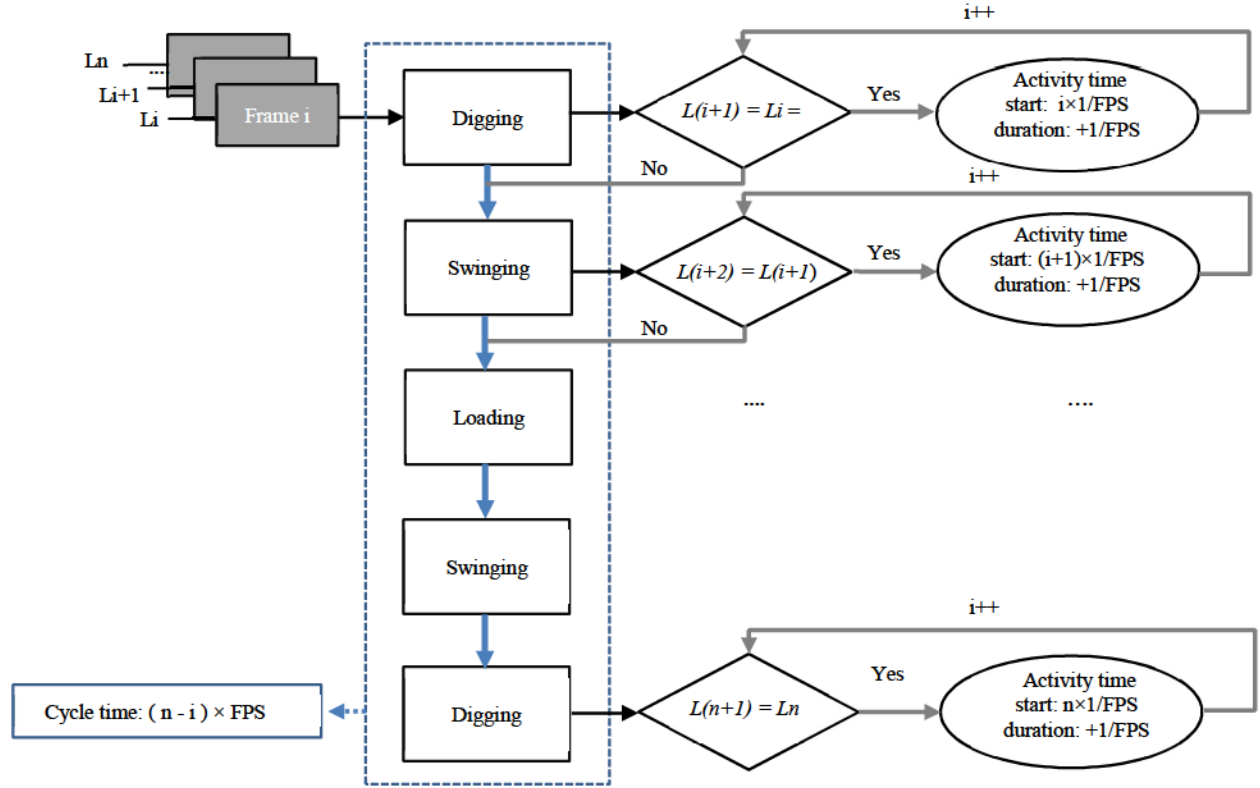 Ln
....
Li+1
Li
Frame i
Digging
L(i+1) = Li =
Yes
Activity time
start: i×1/FPS
duration: +1/FPS
i++
No
Swinging
L(i+2) = L(i+1)
Yes
Activity time
start: (i+1)×1/FPS
duration: +1/FPS
i++
No
Loading
....
....
Swinging
Digging
L(n+1) = Ln
Yes
Activity time
start: n×1/FPS
duration: +1/FPS
i++
Cycle time: ( n - i ) × FPS